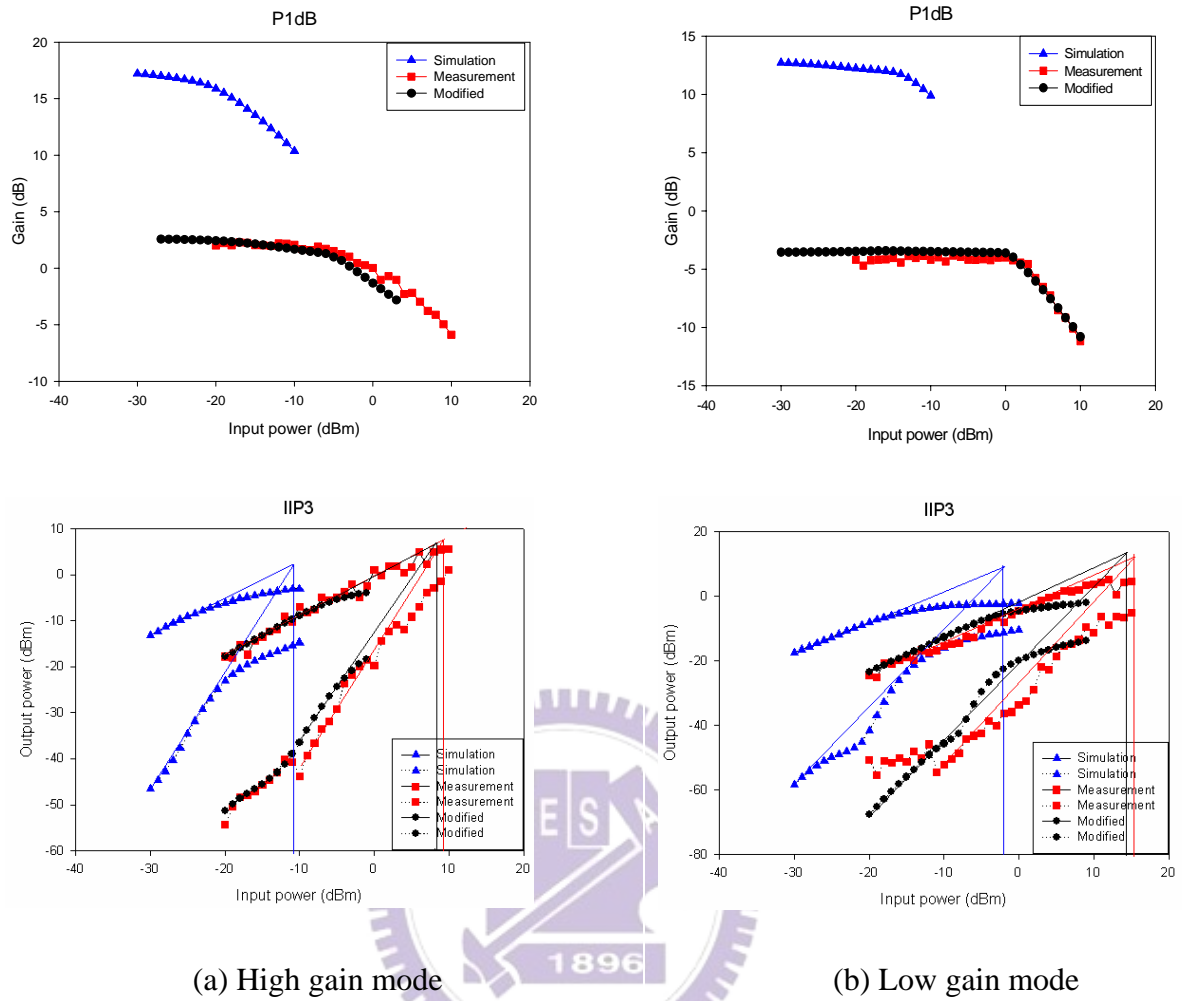 P1dB
20
15
10
5
0
-5
-10
Gain (dB)
-40 -30 -20 -10 0 10 20
Input power (dBm)
Simulation
Measurement
Modified
P1dB
15
10
5
0
-5
-10
-15
Gain (dB)
-40 -30 -20 -10 0 10 20
Input power (dBm)
Simulation
Measurement
Modified
IIP3
10
0
-10
-20
-30
-40
-50
-60
Output power (dBm)
-40 -30 -20 -10 0 10 20
Input power (dBm)
Simulation
Simulation
Measurement
Measurement
Modified
Modified
IIP3
20
0
-20
-40
-60
-80
Output power (dBm)
-40 -30 -20 -10 0 10 20
Input power (dBm)
Simulation
Simulation
Measurement
Measurement
Modified
Modified
E S
1896
(a) High gain mode
(b) Low gain mode